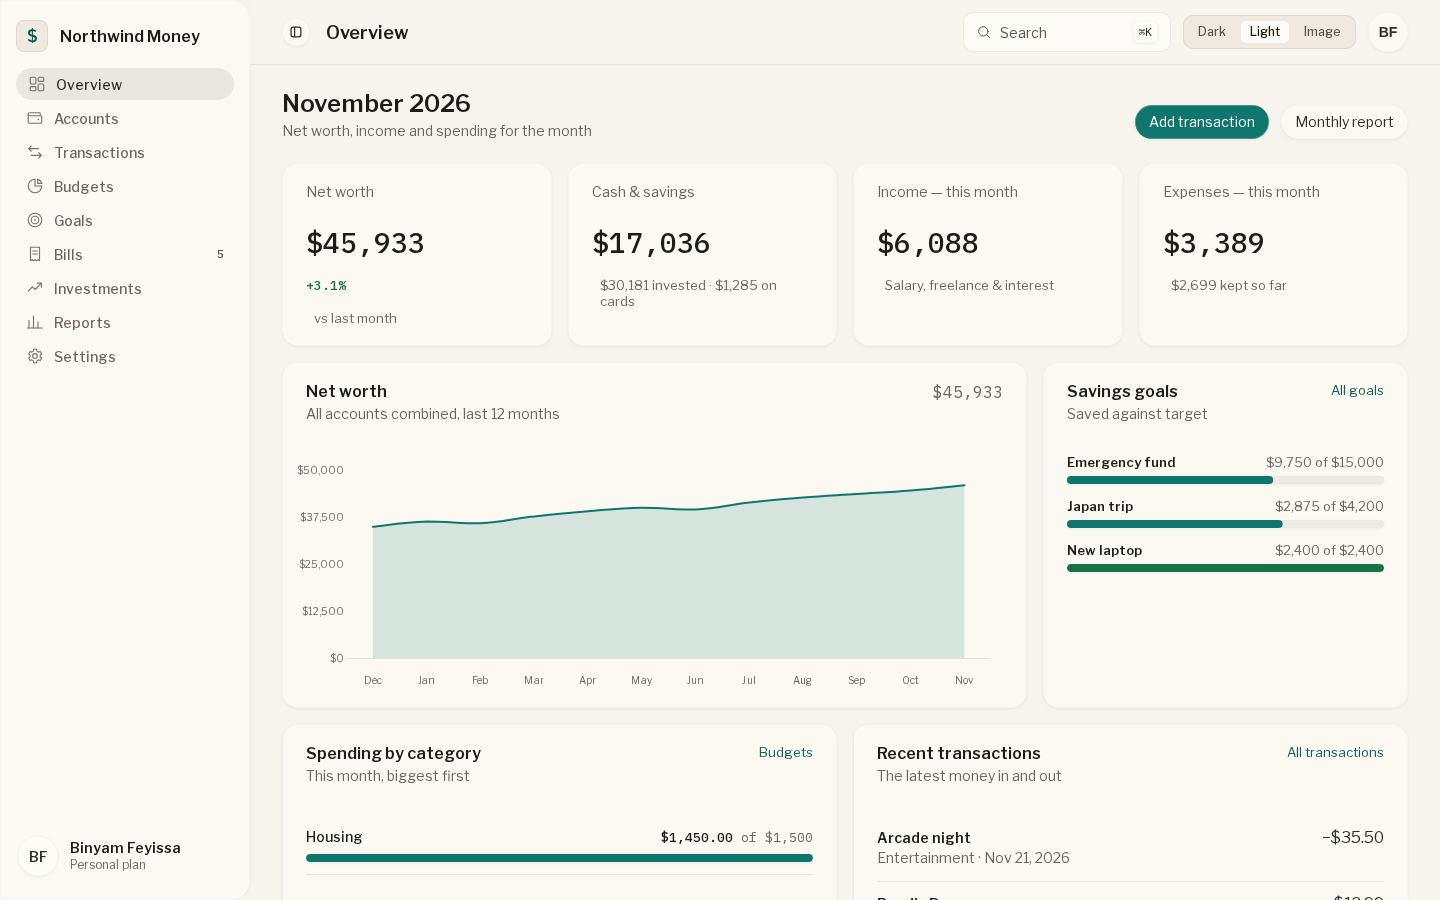 $
Northwind Money
Overview
Accounts
Transactions
Budgets
Goals
Bills
5
Investments
Reports
Settings
BF
Binyam Feyissa
Personal plan
Overview
Search
⌘K
Dark
Light
Image
BF
November 2026
Net worth, income and spending for the month
Add transaction
Monthly report
Net worth
$45,933
+3.1%
vs last month
Cash & savings
$17,036
$30,181 invested · $1,285 on
cards
Income — this month
$6,088
Salary, freelance & interest
Expenses — this month
$3,389
$2,699 kept so far
Net worth
$45,933
All accounts combined, last 12 months
$50,000
$37,500
$25,000
$12,500
$0
Dec Jan Feb Mar Apr May Jun Jul Aug Sep Oct Nov
Savings goals
All goals
Saved against target
Emergency fund
$9,750 of $15,000
Japan trip
$2,875 of $4,200
New laptop
$2,400 of $2,400
Spending by category
Budgets
This month, biggest first
Housing
$1,450.00 of $1,500
Recent transactions
All transactions
The latest money in and out
Arcade night
−$35.50
Entertainment · Nov 21, 2026